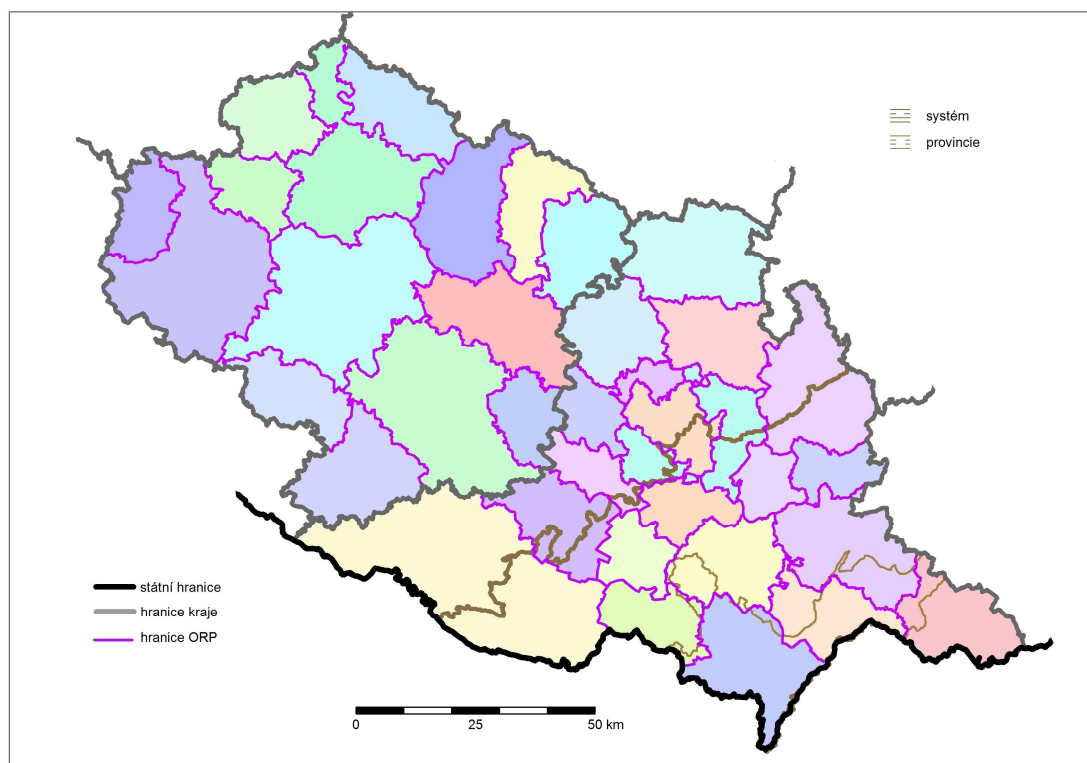 systém
provincie
státní hranice
hranice kraje
hranice ORP
0 25 50 km